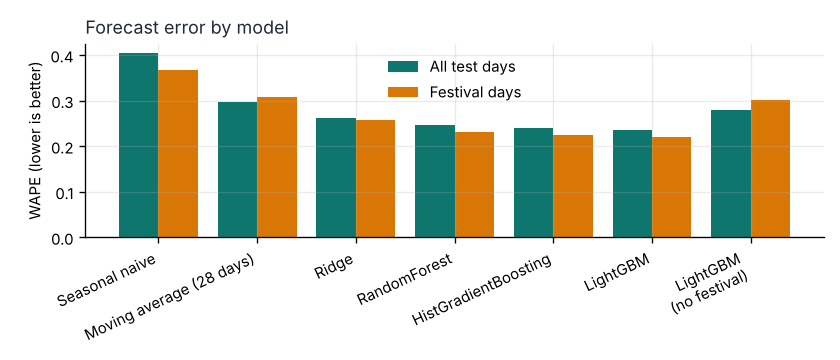 Forecast error by model
WAPE (lower is better)
0.4
0.3
0.2
0.1
0.0
All test days
Festival days
Seasonal naive
Moving average (28 days)
Ridge
RandomForest
HistGradientBoosting
LightGBM
LightGBM
(no festival)